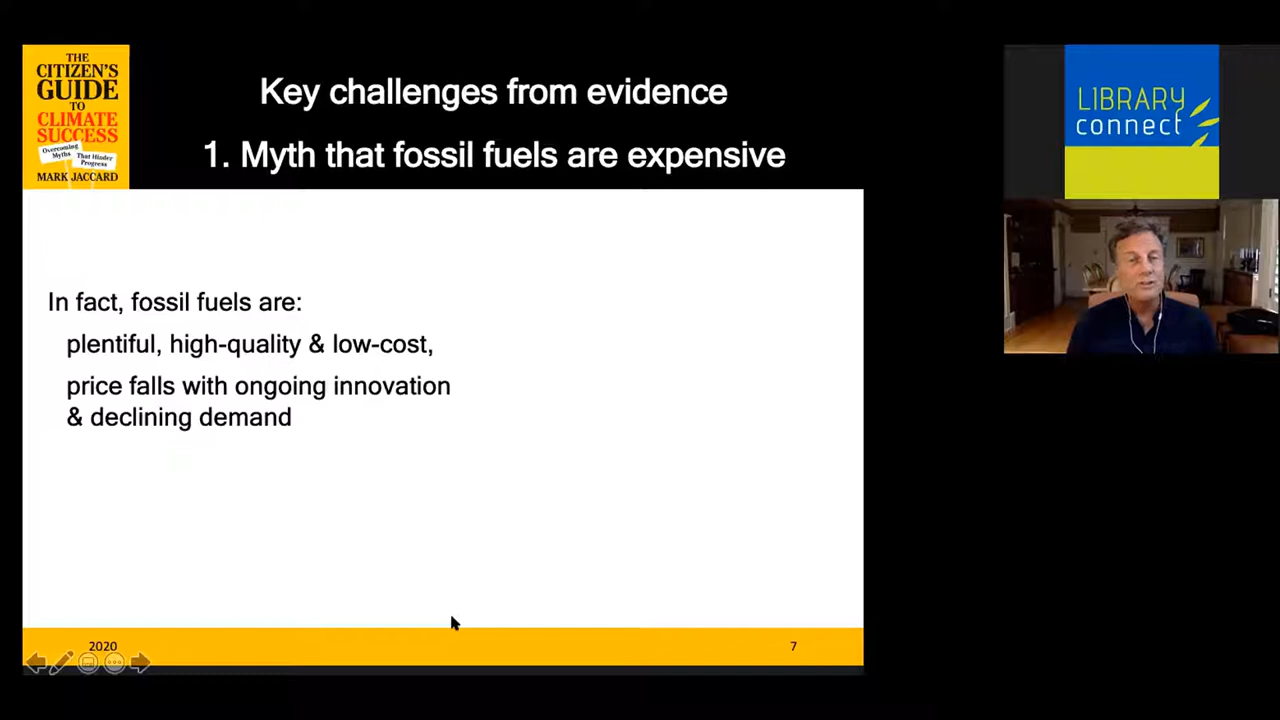 THE
CITIZEN'S
GUIDE
TO
CLIMATE
SUCCESS
Overcoming
Myths
That Hinder
Progress
MARK JACCARD
Key challenges from evidence
1. Myth that fossil fuels are expensive
LIBRARY
connect
In fact, fossil fuels are:
plentiful, high-quality & low-cost,
price falls with ongoing innovation
& declining demand
2020
7